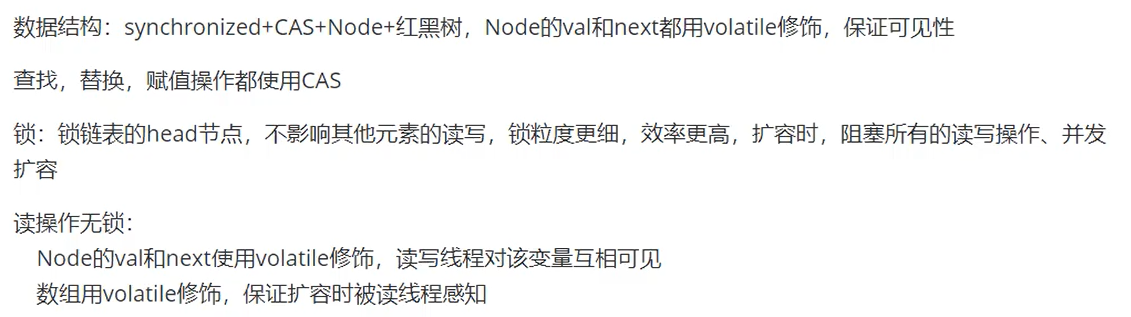 数据结构：synchronized+CAS+Node+红黑树，Node的val和next都用volatile修饰，保证可见性
查找，替换，赋值操作都使用CAS
锁：锁链表的head节点，不影响其他元素的读写，锁粒度更细，效率更高，扩容时，阻塞所有的读写操作、并发
扩容
读操作无锁：
Node的val和next使用volatile修饰，读写线程对该变量互相可见
数组用volatile修饰，保证扩容时被读线程感知